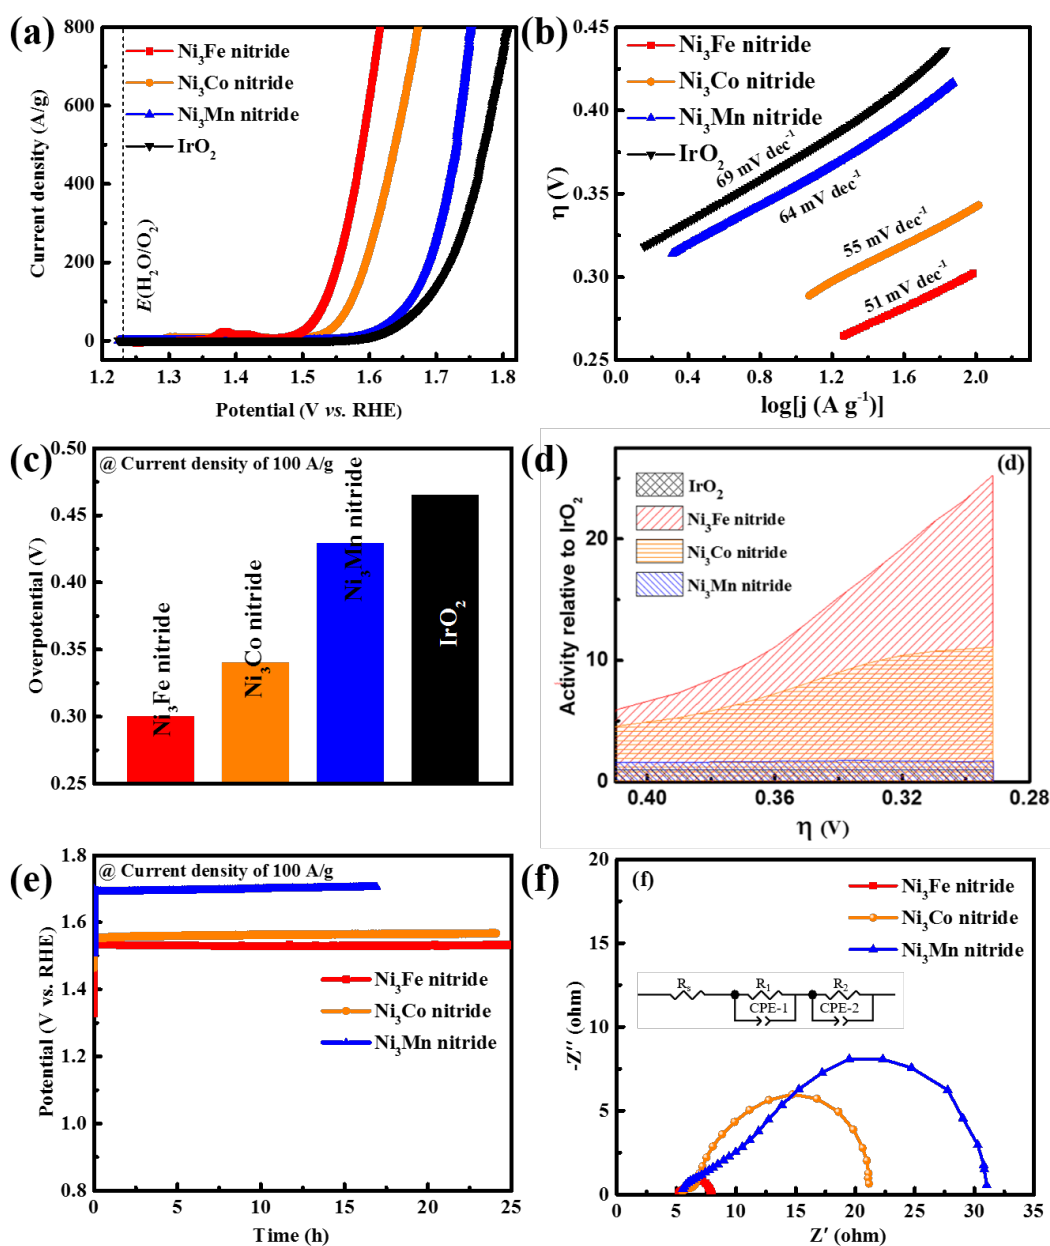 (a)
800
600
400
200
0
Current density (A/g)
Ni₃Fe nitride
Ni₃Co nitride
Ni₃Mn nitride
IrO₂
E(H₂O/O₂)
1.2 1.3 1.4 1.5 1.6 1.7 1.8
Potential (V vs. RHE)
(b)
0.45
0.40
0.35
0.30
0.25
η (V)
Ni₃Fe nitride
Ni₃Co nitride
Ni₃Mn nitride
IrO₂
69 mV dec⁻¹
64 mV dec⁻¹
55 mV dec⁻¹
51 mV dec⁻¹
0.0 0.4 0.8 1.2 1.6 2.0
log[j (A g⁻¹)]
(c)
@ Current density of 100 A/g
0.50
0.45
0.40
0.35
0.30
0.25
Overpotential (V)
Ni₃Fe nitride
Ni₃Co nitride
Ni₃Mn nitride
IrO₂
(d)
(d)
IrO₂
Ni₃Fe nitride
Ni₃Co nitride
Ni₃Mn nitride
20
10
0
Activity relative to IrO₂
0.40 0.36 0.32 0.28
η (V)
(e)
@ Current density of 100 A/g
1.8
1.6
1.4
1.2
1.0
0.8
Potential (V vs. RHE)
Ni₃Fe nitride
Ni₃Co nitride
Ni₃Mn nitride
0 5 10 15 20 25
Time (h)
(f)
(f)
20
15
10
5
0
-Z″ (ohm)
Ni₃Fe nitride
Ni₃Co nitride
Ni₃Mn nitride
Rₛ R₁ R₂
CPE-1 CPE-2
0 5 10 15 20 25 30 35
Z′ (ohm)